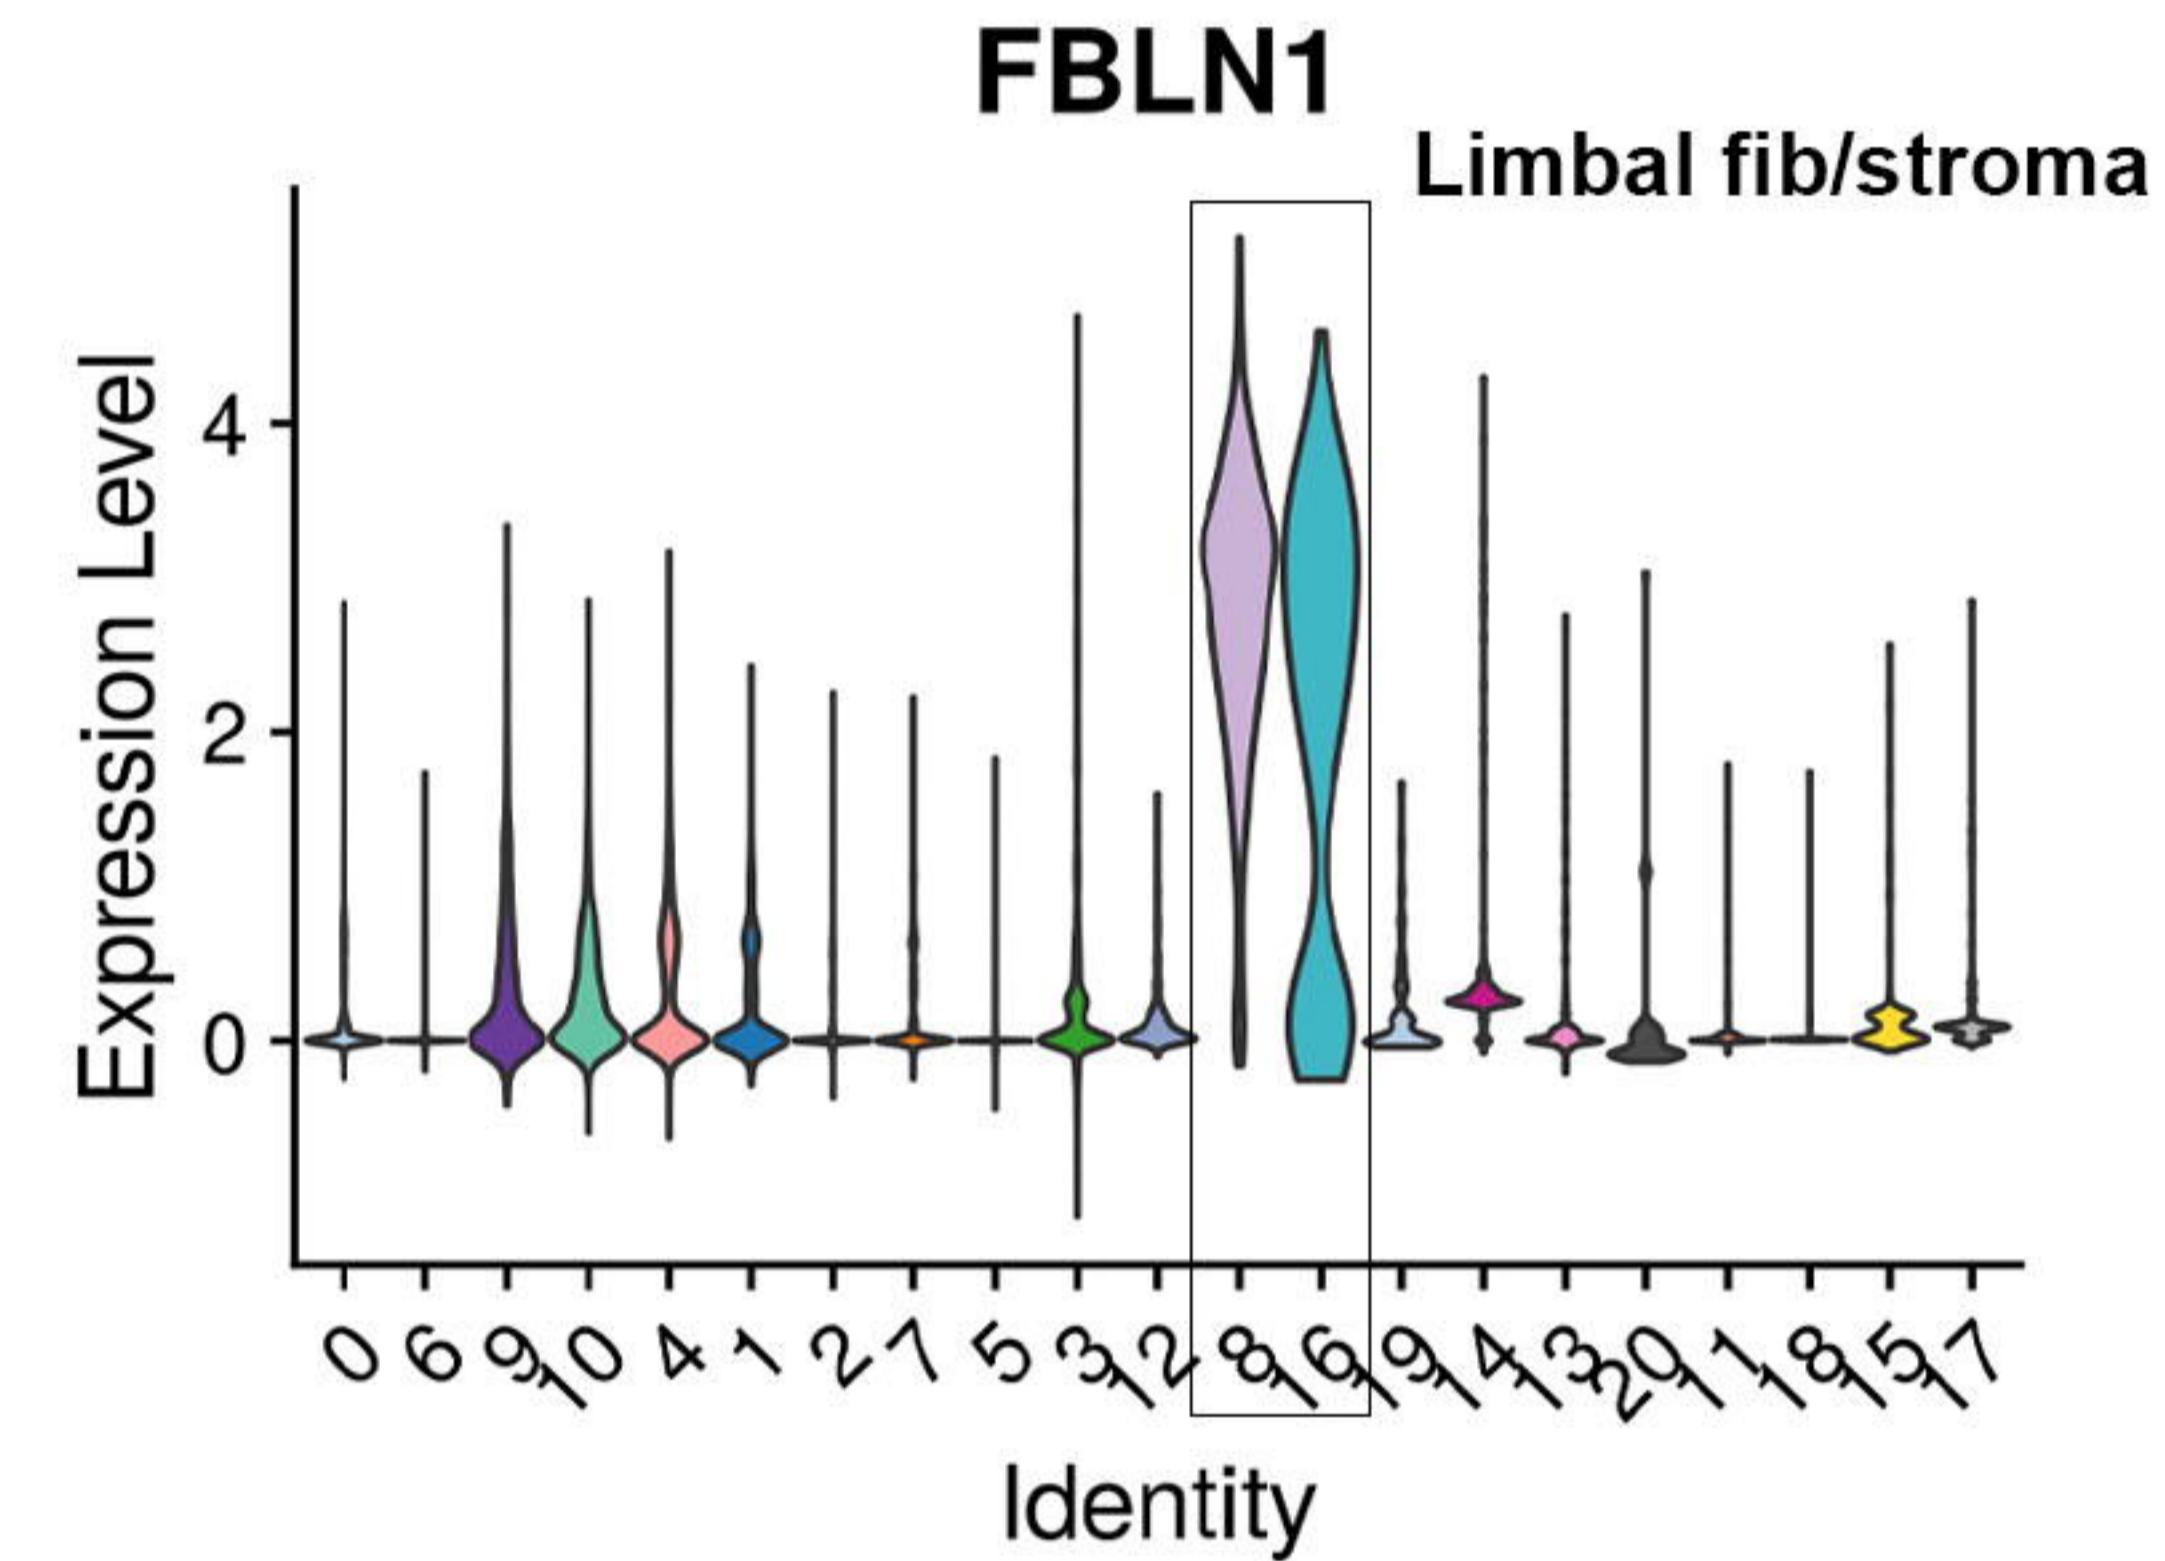 FBLN1
Limbal fib/stroma
Expression Level
4
2
0
0 6 9 10 4 1 2 7 5 3 12 8 16 19 14 13 20 11 18 15 17
Identity